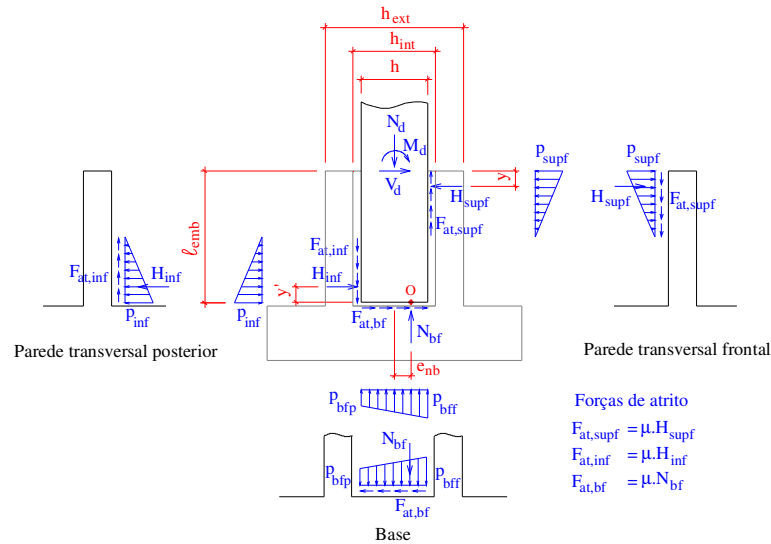 h_ext
h_int
h
N_d
M_d
V_d
p_supf
y
H_supf
F_at,supf
p_supf
H_supf
F_at,supf
ℓ_emb
F_at,inf
H_inf
p_inf
p_inf
F_at,inf
H_inf
y'
O
F_at,bf
N_bf
e_nb
Parede transversal posterior
Parede transversal frontal
p_bfp
p_bff
N_bf
p_bfp
p_bff
F_at,bf
Base
Forças de atrito
F_at,supf = μ.H_supf
F_at,inf = μ.H_inf
F_at,bf = μ.N_bf